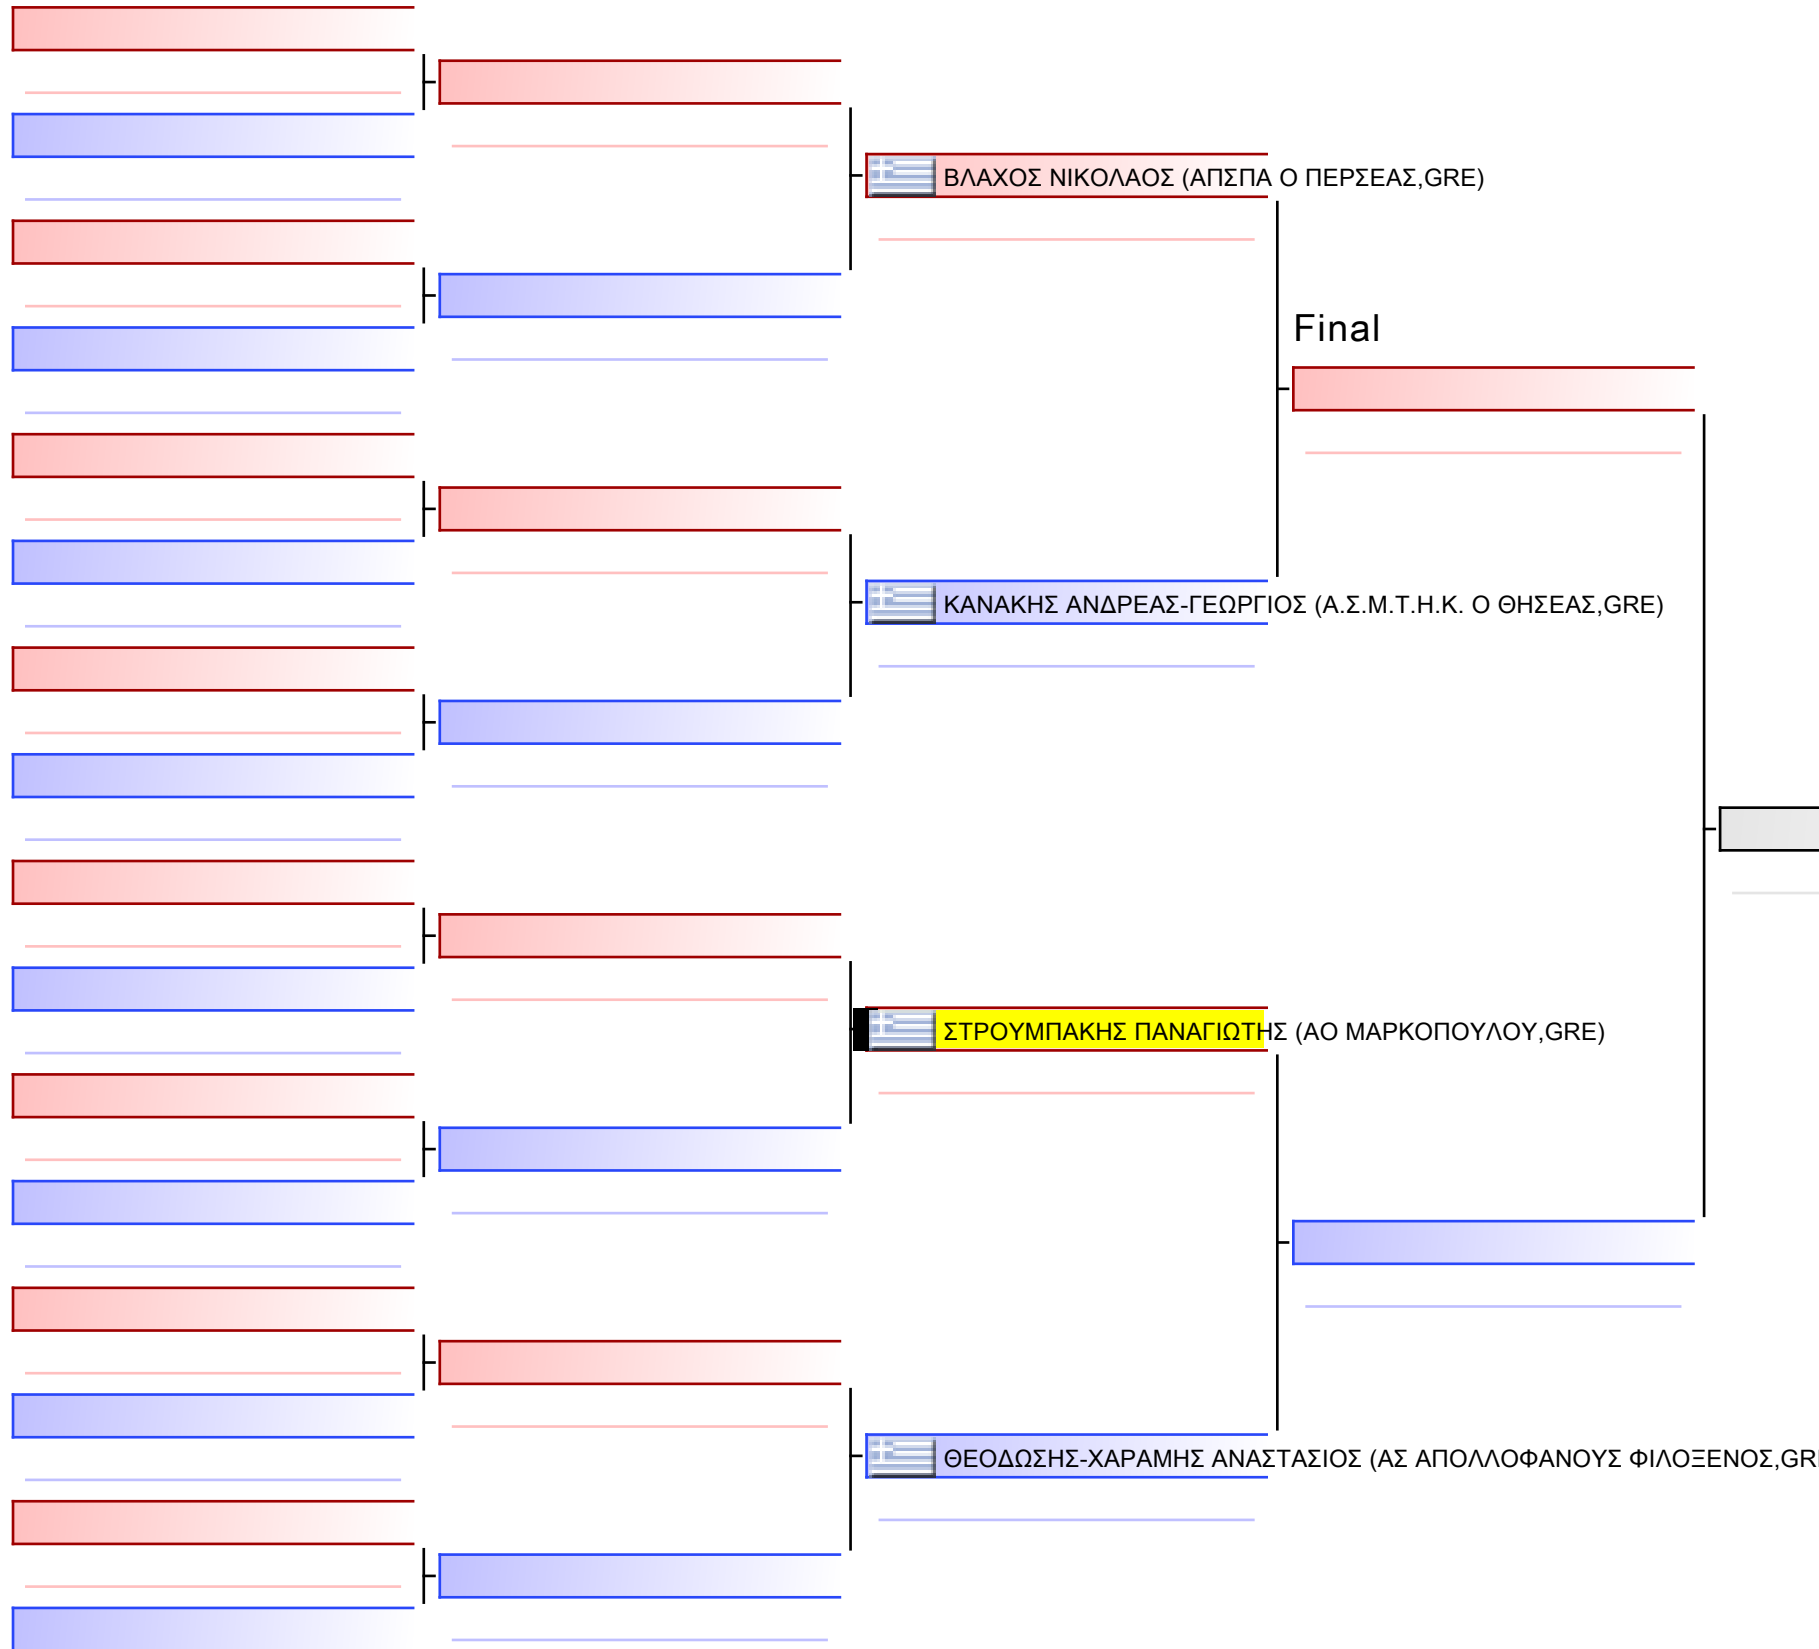 ΒΛΑΧΟΣ ΝΙΚΟΛΑΟΣ (ΑΠΣΠΑ Ο ΠΕΡΣΕΑΣ,GRE)
Final
ΚΑΝΑΚΗΣ ΑΝΔΡΕΑΣ-ΓΕΩΡΓΙΟΣ (Α.Σ.Μ.Τ.Η.Κ. Ο ΘΗΣΕΑΣ,GRE)
ΣΤΡΟΥΜΠΑΚΗΣ ΠΑΝΑΓΙΩΤΗΣ (ΑΟ ΜΑΡΚΟΠΟΥΛΟΥ,GRE)
ΘΕΟΔΩΣΗΣ-ΧΑΡΑΜΗΣ ΑΝΑΣΤΑΣΙΟΣ (ΑΣ ΑΠΟΛΛΟΦΑΝΟΥΣ ΦΙΛΟΞΕΝΟΣ,GR